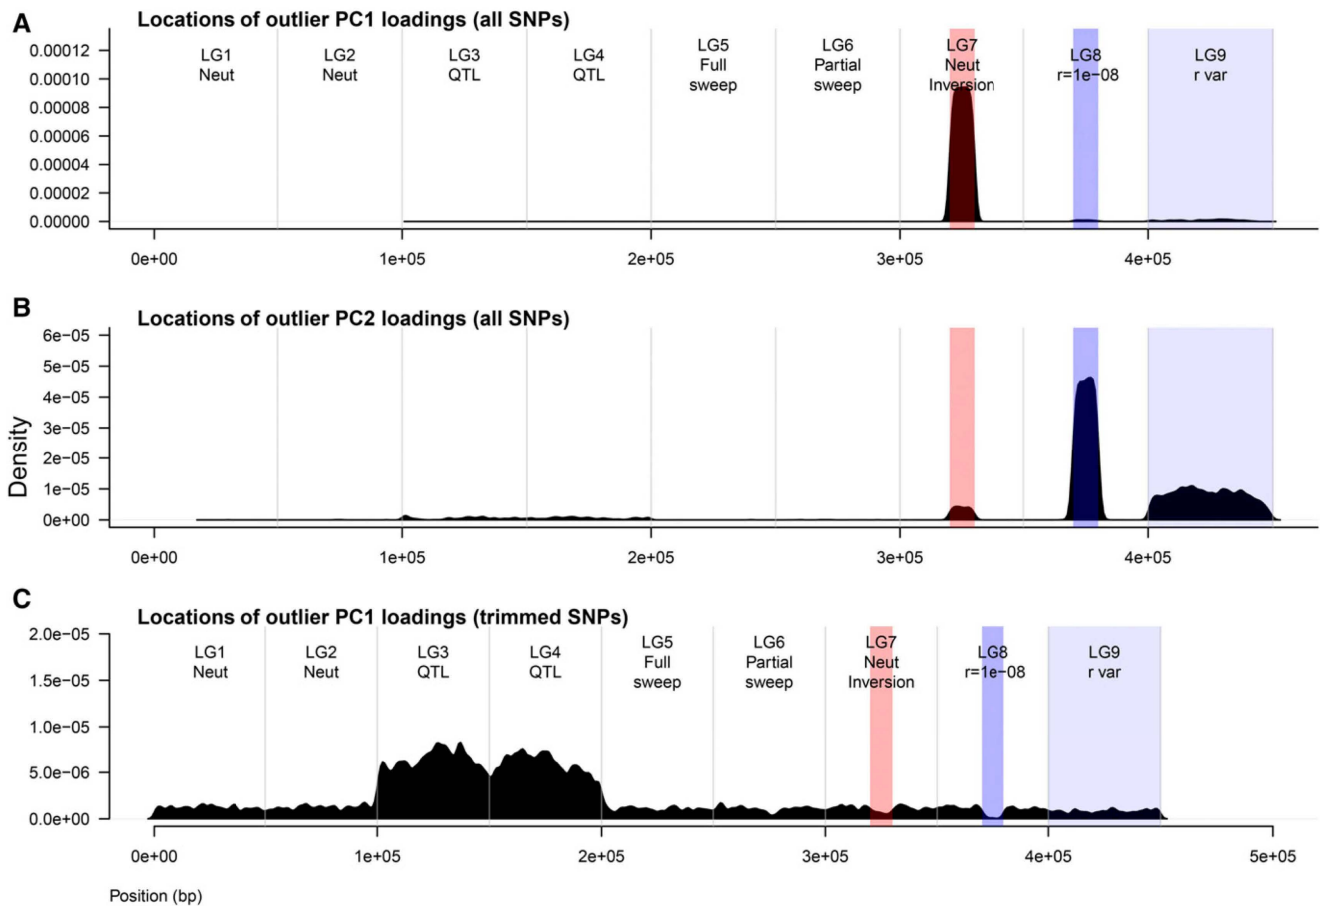 A
Locations of outlier PC1 loadings (all SNPs)
LG1
Neut
LG2
Neut
LG3
QTL
LG4
QTL
LG5
Full
sweep
LG6
Partial
sweep
LG7
Neut
Inversion
LG8
r=1e−08
LG9
r var
0.00012
0.00010
0.00008
0.00006
0.00004
0.00002
0.00000
0e+00 1e+05 2e+05 3e+05 4e+05
B
Locations of outlier PC2 loadings (all SNPs)
6e−05
5e−05
4e−05
3e−05
2e−05
1e−05
0e+00
Density
0e+00 1e+05 2e+05 3e+05 4e+05
C
Locations of outlier PC1 loadings (trimmed SNPs)
LG1
Neut
LG2
Neut
LG3
QTL
LG4
QTL
LG5
Full
sweep
LG6
Partial
sweep
LG7
Neut
Inversion
LG8
r=1e−08
LG9
r var
2.0e−05
1.5e−05
1.0e−05
5.0e−06
0.0e+00
0e+00 1e+05 2e+05 3e+05 4e+05 5e+05
Position (bp)